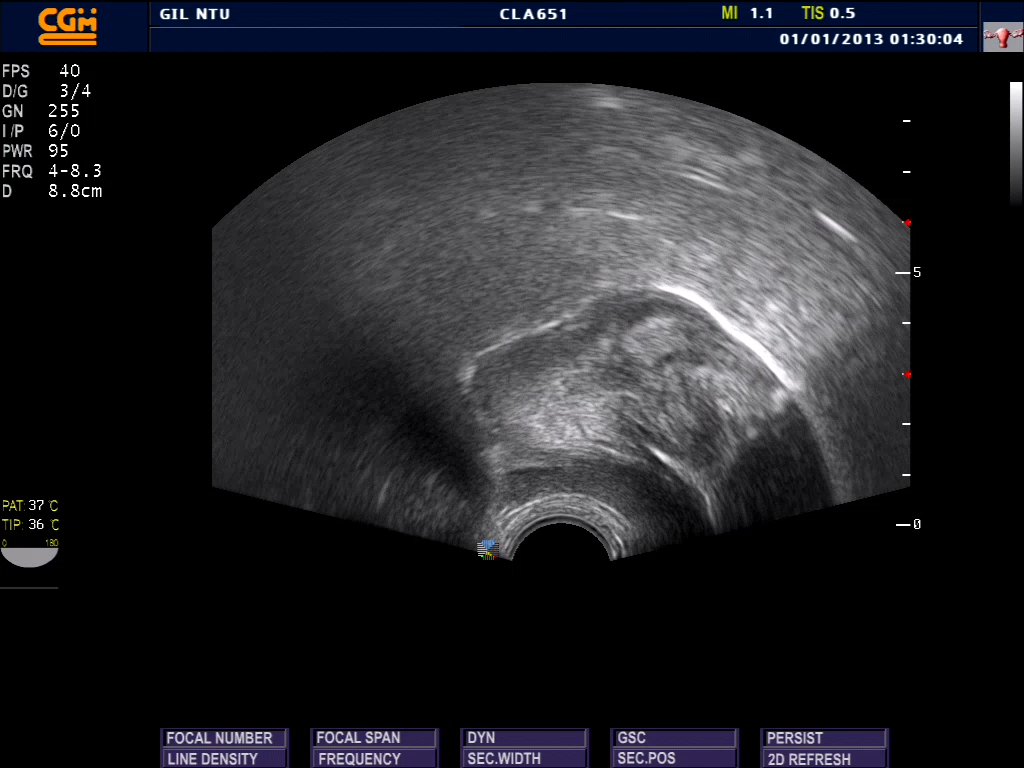 CGM
GIL NTU CLA651 MI 1.1 TIS 0.5
01/01/2013 01:30:04
FPS 40
D/G 3/4
GN 255
I/P 6/0
PWR 95
FRQ 4-8.3
D 8.8cm
5
PAT: 37 °C
TIP: 36 °C
0 180
0
FOCAL NUMBER FOCAL SPAN DYN GSC PERSIST
LINE DENSITY FREQUENCY SEC.WIDTH SEC.POS 2D REFRESH